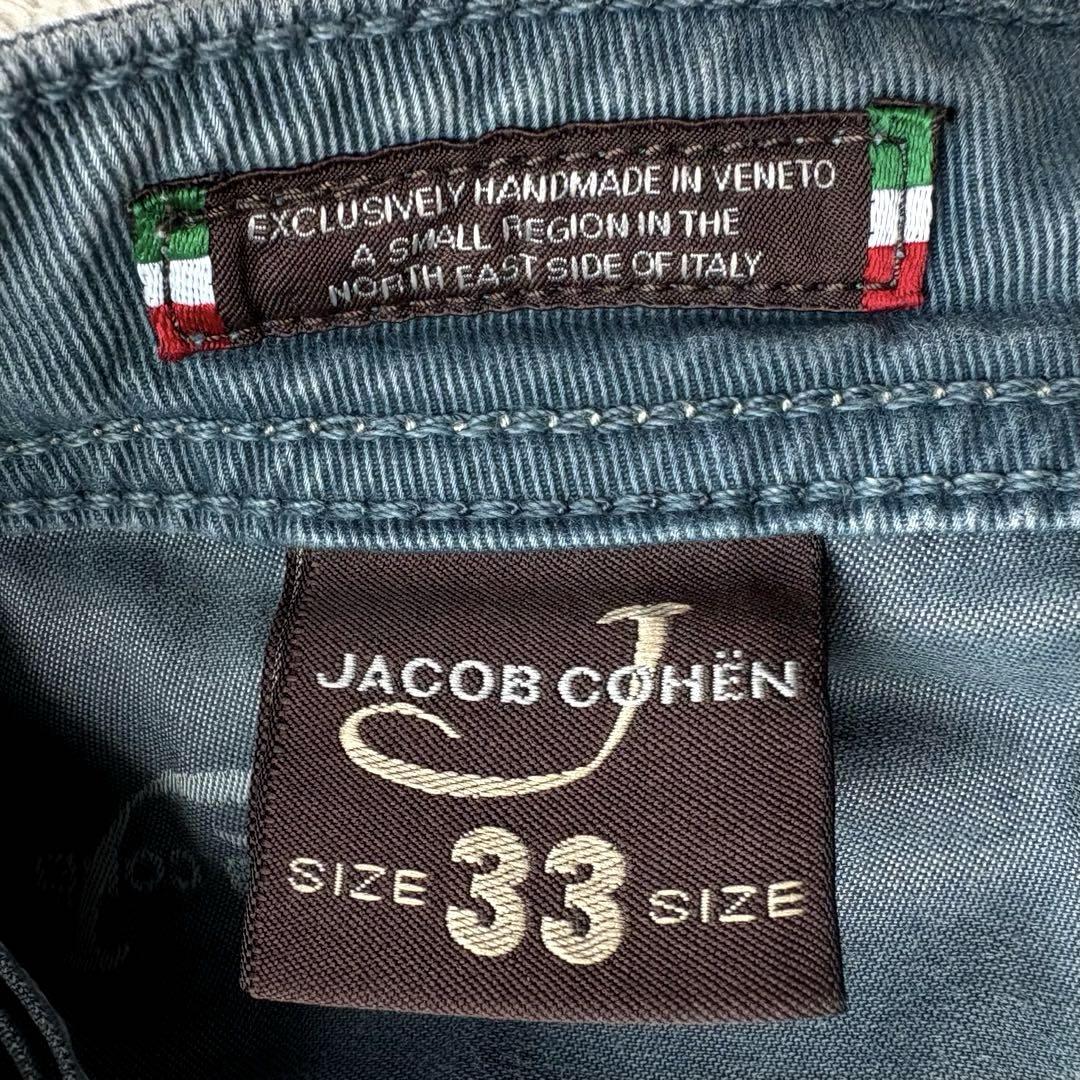 EXCLUSIVELY HANDMADE IN VENETO
A SMALL REGION IN THE
NORTH EAST SIDE OF ITALY
J
JACOB COHËN
SIZE 33 SIZE